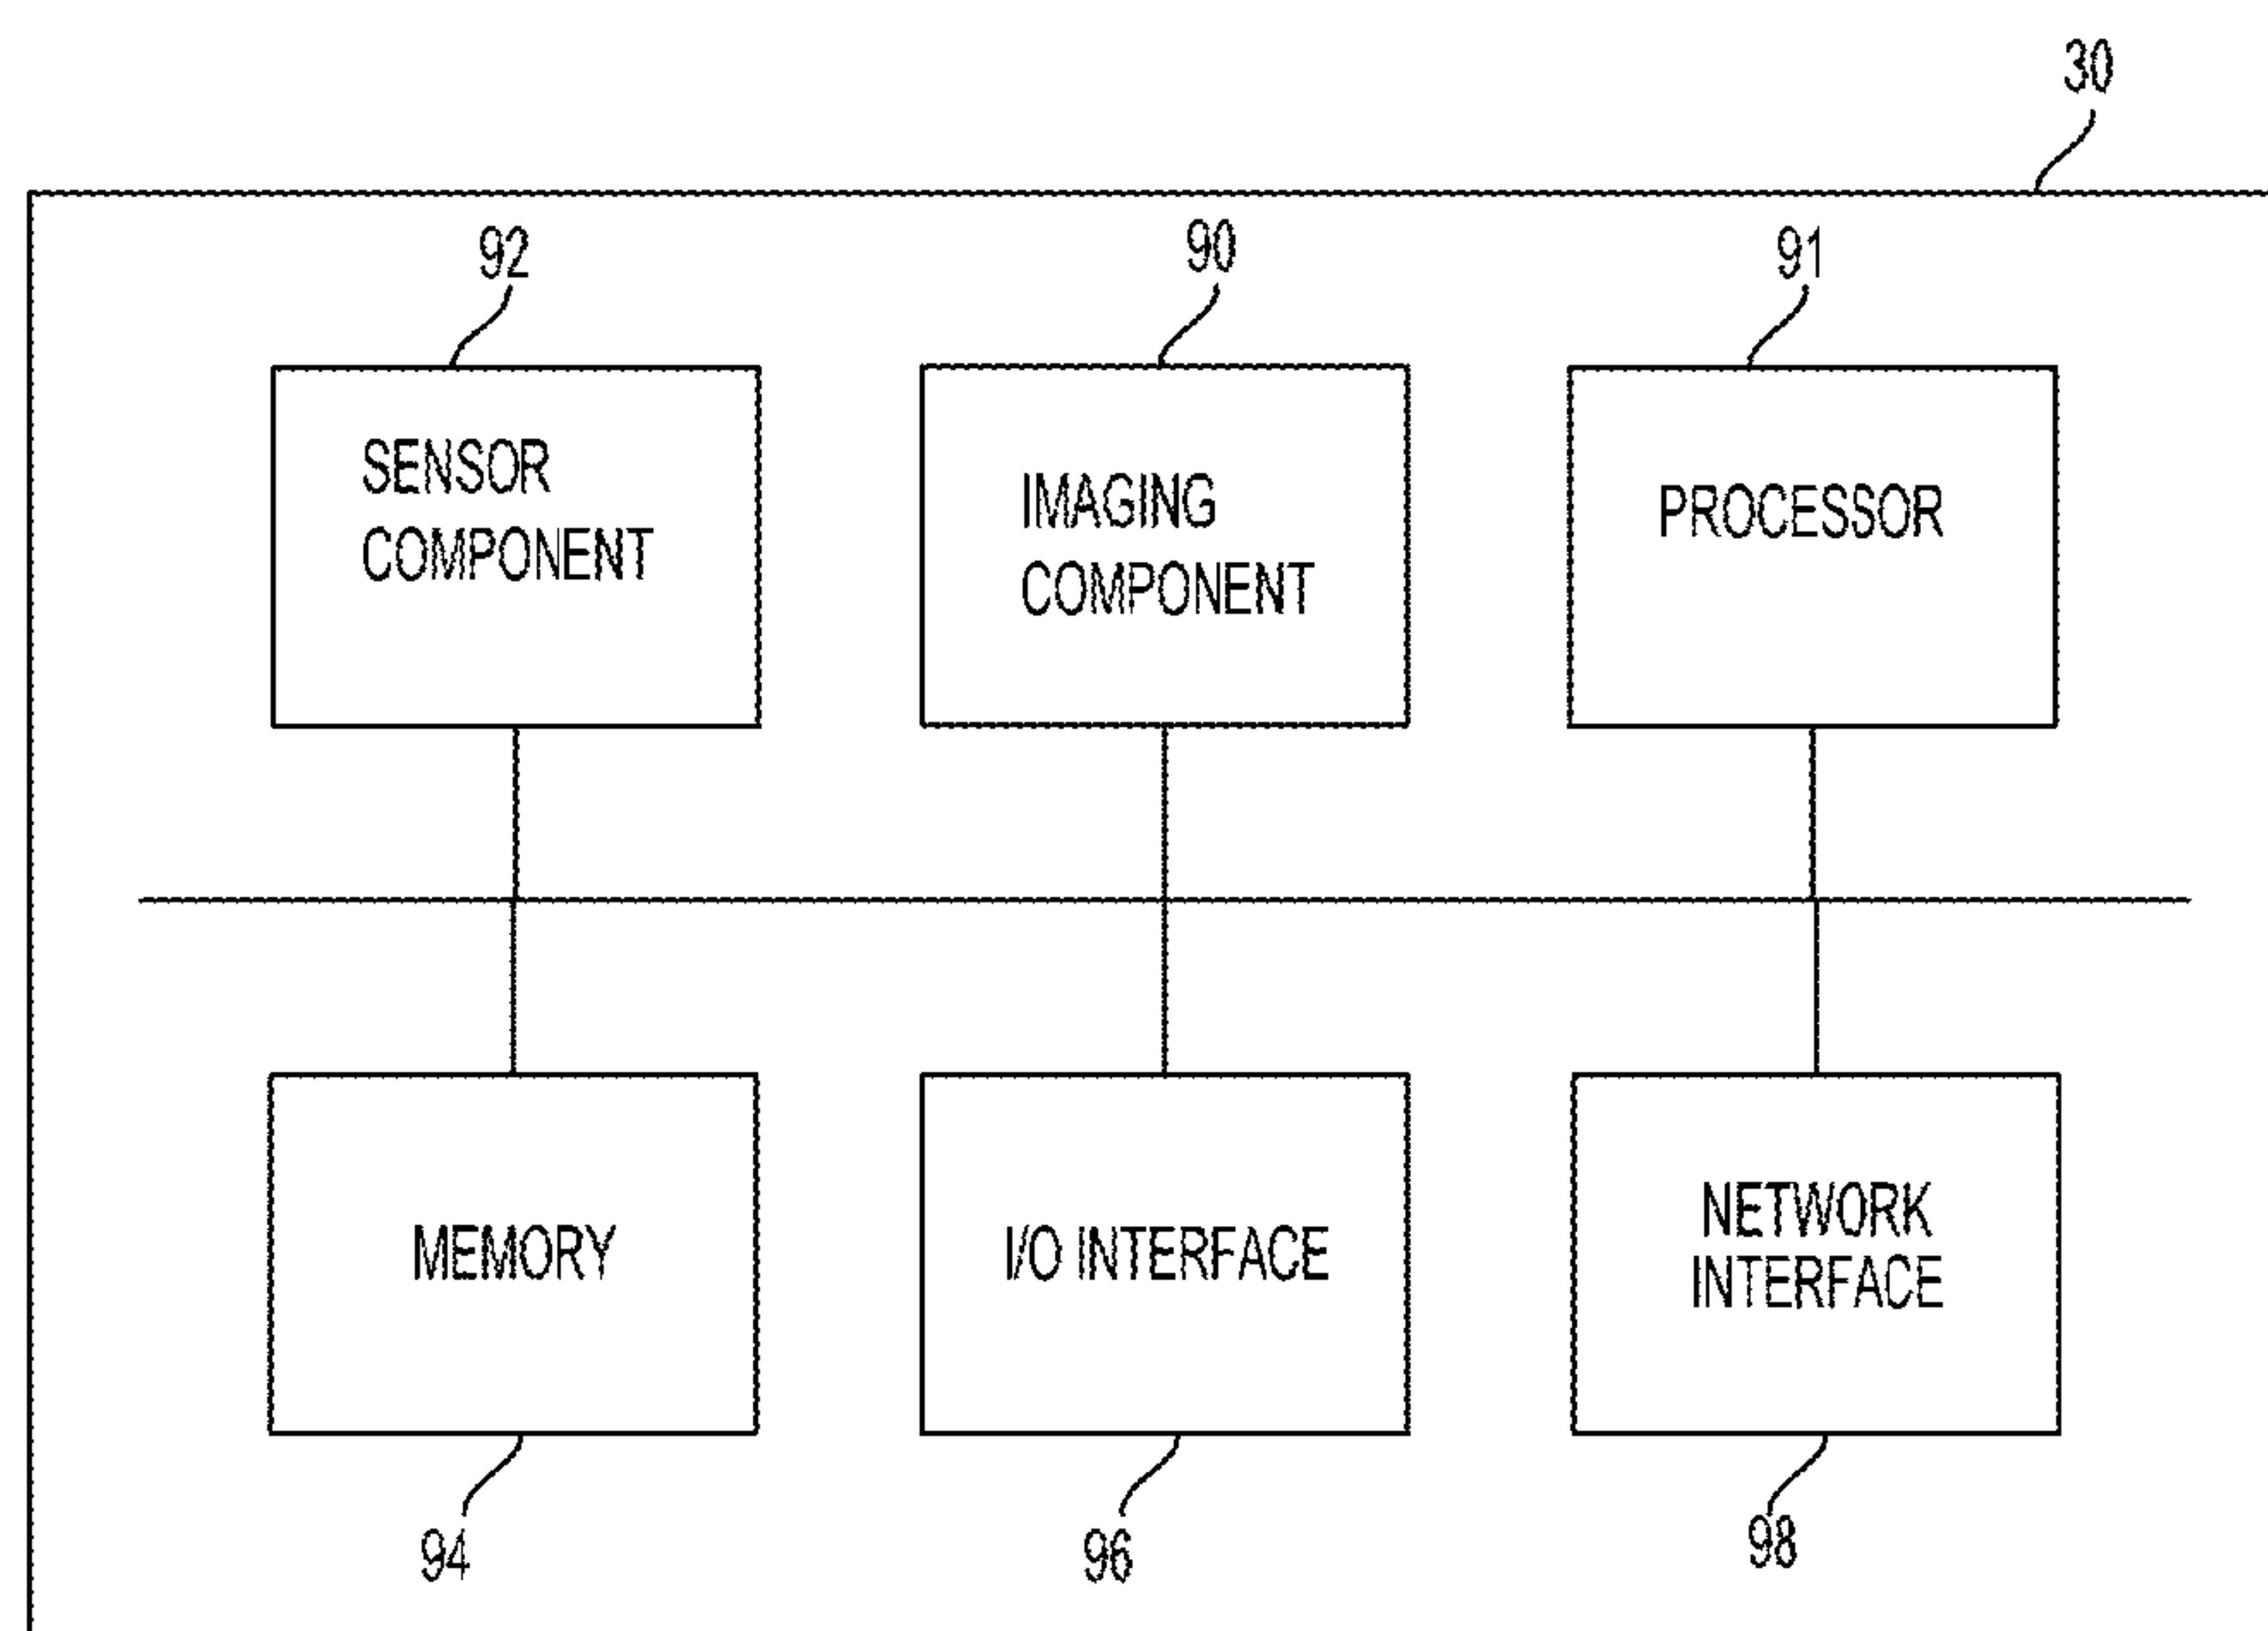 30
92
90
91
SENSOR
COMPONENT
IMAGING
COMPONENT
PROCESSOR
MEMORY
I/O INTERFACE
NETWORK
INTERFACE
94
96
98